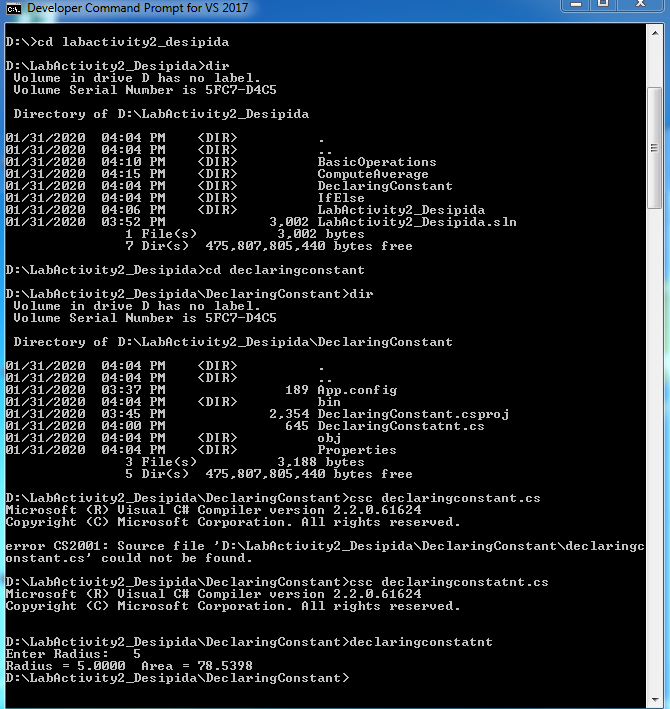 Developer Command Prompt for VS 2017
D:\>cd labactivity2_desipida
D:\LabActivity2_Desipida>dir
Volume in drive D has no label.
Volume Serial Number is 5FC7-D4C5
Directory of D:\LabActivity2_Desipida
01/31/2020 04:04 PM <DIR> .
01/31/2020 04:04 PM <DIR> ..
01/31/2020 04:10 PM <DIR> BasicOperations
01/31/2020 04:15 PM <DIR> ComputeAverage
01/31/2020 04:04 PM <DIR> DeclaringConstant
01/31/2020 04:04 PM <DIR> IfElse
01/31/2020 04:06 PM <DIR> LabActivity2_Desipida
01/31/2020 03:52 PM 3,002 LabActivity2_Desipida.sln
1 File(s) 3,002 bytes
7 Dir(s) 475,807,805,440 bytes free
D:\LabActivity2_Desipida>cd declaringconstant
D:\LabActivity2_Desipida\DeclaringConstant>dir
Volume in drive D has no label.
Volume Serial Number is 5FC7-D4C5
Directory of D:\LabActivity2_Desipida\DeclaringConstant
01/31/2020 04:04 PM <DIR> .
01/31/2020 04:04 PM <DIR> ..
01/31/2020 03:37 PM 189 App.config
01/31/2020 04:04 PM <DIR> bin
01/31/2020 03:45 PM 2,354 DeclaringConstant.csproj
01/31/2020 04:00 PM 645 DeclaringConstatnt.cs
01/31/2020 04:04 PM <DIR> obj
01/31/2020 04:04 PM <DIR> Properties
3 File(s) 3,188 bytes
5 Dir(s) 475,807,805,440 bytes free
D:\LabActivity2_Desipida\DeclaringConstant>csc declaringconstant.cs
Microsoft (R) Visual C# Compiler version 2.2.0.61624
Copyright (C) Microsoft Corporation. All rights reserved.
error CS2001: Source file 'D:\LabActivity2_Desipida\DeclaringConstant\declaringc
onstant.cs' could not be found.
D:\LabActivity2_Desipida\DeclaringConstant>csc declaringconstatnt.cs
Microsoft (R) Visual C# Compiler version 2.2.0.61624
Copyright (C) Microsoft Corporation. All rights reserved.
D:\LabActivity2_Desipida\DeclaringConstant>declaringconstatnt
Enter Radius: 5
Radius = 5.0000 Area = 78.5398
D:\LabActivity2_Desipida\DeclaringConstant>